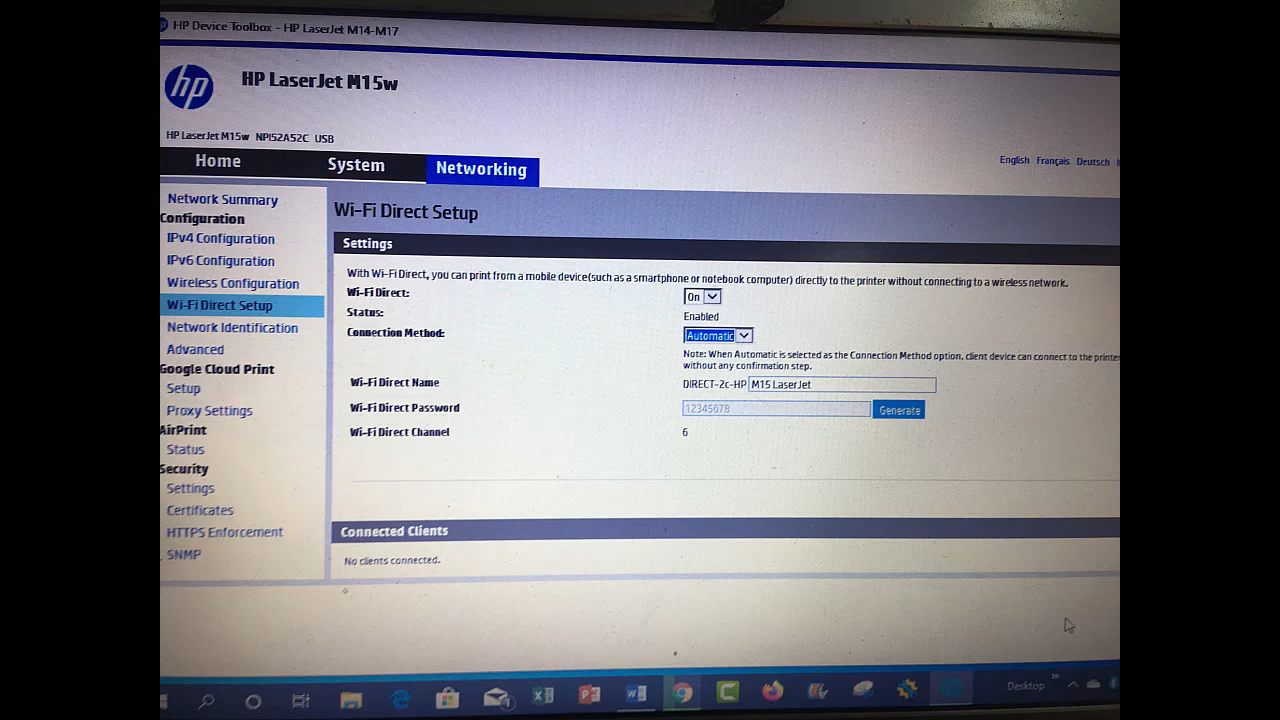 HP Device Toolbox - HP LaserJet M14-M17
hp
HP LaserJet M15w
HP LaserJet M15w NPI52A52C USB
Home System Networking
English Français Deutsch
Network Summary
Configuration
IPv4 Configuration
IPv6 Configuration
Wireless Configuration
Wi-Fi Direct Setup
Network Identification
Advanced
Google Cloud Print
Setup
Proxy Settings
AirPrint
Status
Security
Settings
Certificates
HTTPS Enforcement
SNMP
Wi-Fi Direct Setup
Settings
With Wi-Fi Direct, you can print from a mobile device(such as a smartphone or notebook computer) directly to the printer without connecting to a wireless network.
Wi-Fi Direct: On
Status: Enabled
Connection Method: Automatic
Note: When Automatic is selected as the Connection Method option, client device can connect to the printer
without any confirmation step.
Wi-Fi Direct Name DIRECT-2c-HP M15 LaserJet
Wi-Fi Direct Password 12345678 Generate
Wi-Fi Direct Channel 6
Connected Clients
No clients connected.
Desktop